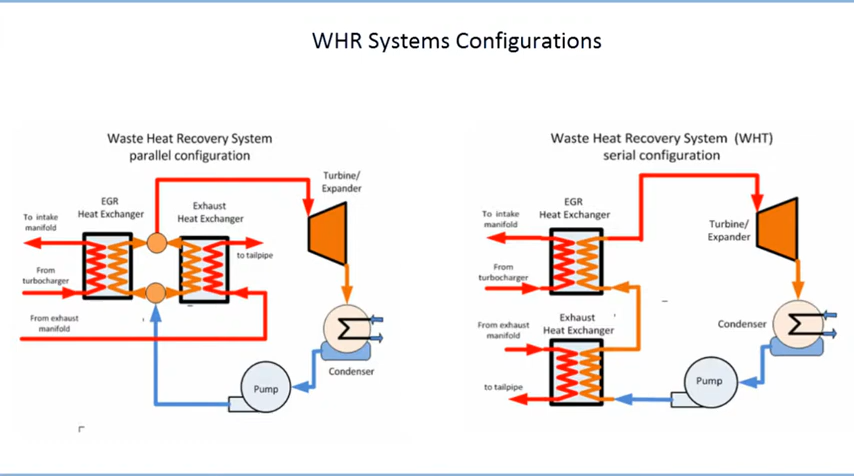 WHR Systems Configurations
Waste Heat Recovery System
parallel configuration
EGR
Heat Exchanger
Exhaust
Heat Exchanger
Turbine/
Expander
To intake
manifold
to tailpipe
From
turbocharger
From exhaust
manifold
Condenser
Pump
Waste Heat Recovery System (WHT)
serial configuration
EGR
Heat Exchanger
To intake
manifold
Turbine/
Expander
From
turbocharger
Exhaust
Heat Exchanger
From exhaust
manifold
Condenser
to tailpipe
Pump